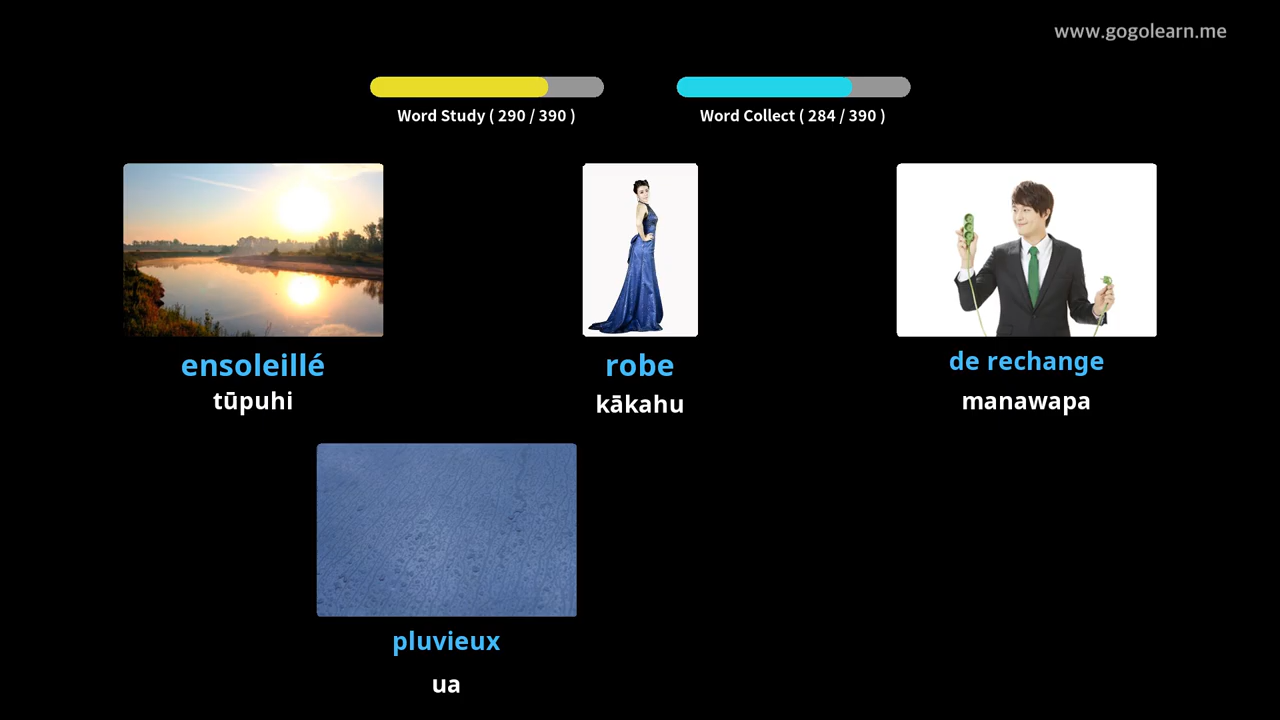 www.gogolearn.me
Word Study ( 290 / 390 )
Word Collect ( 284 / 390 )
ensoleillé
tūpuhi
robe
kākahu
de rechange
manawapa
pluvieux
ua